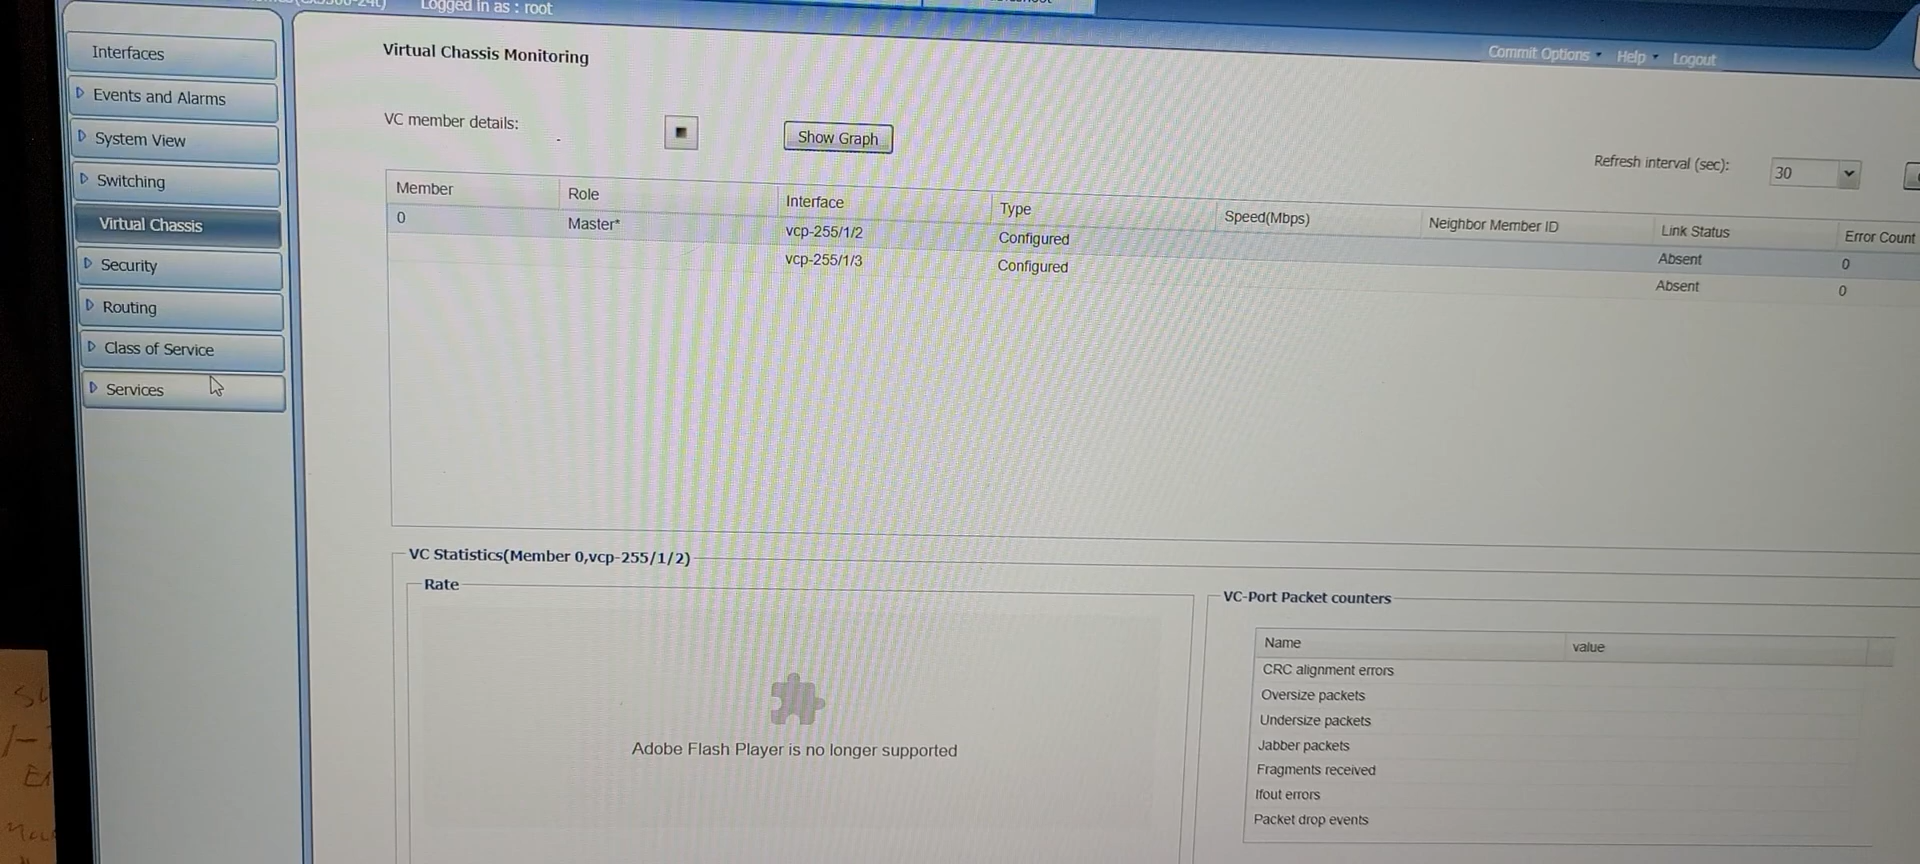 Logged in as : root
Commit Options Help Logout
Interfaces
Events and Alarms
System View
Switching
Virtual Chassis
Security
Routing
Class of Service
Services
Virtual Chassis Monitoring
VC member details:
Show Graph
Refresh interval (sec): 30
Member Role Interface Type Speed(Mbps) Neighbor Member ID Link Status Error Count
0 Master* vcp-255/1/2 Configured Absent 0
vcp-255/1/3 Configured Absent 0
VC Statistics(Member 0,vcp-255/1/2)
Rate
Adobe Flash Player is no longer supported
VC-Port Packet counters
Name value
CRC alignment errors
Oversize packets
Undersize packets
Jabber packets
Fragments received
Ifout errors
Packet drop events